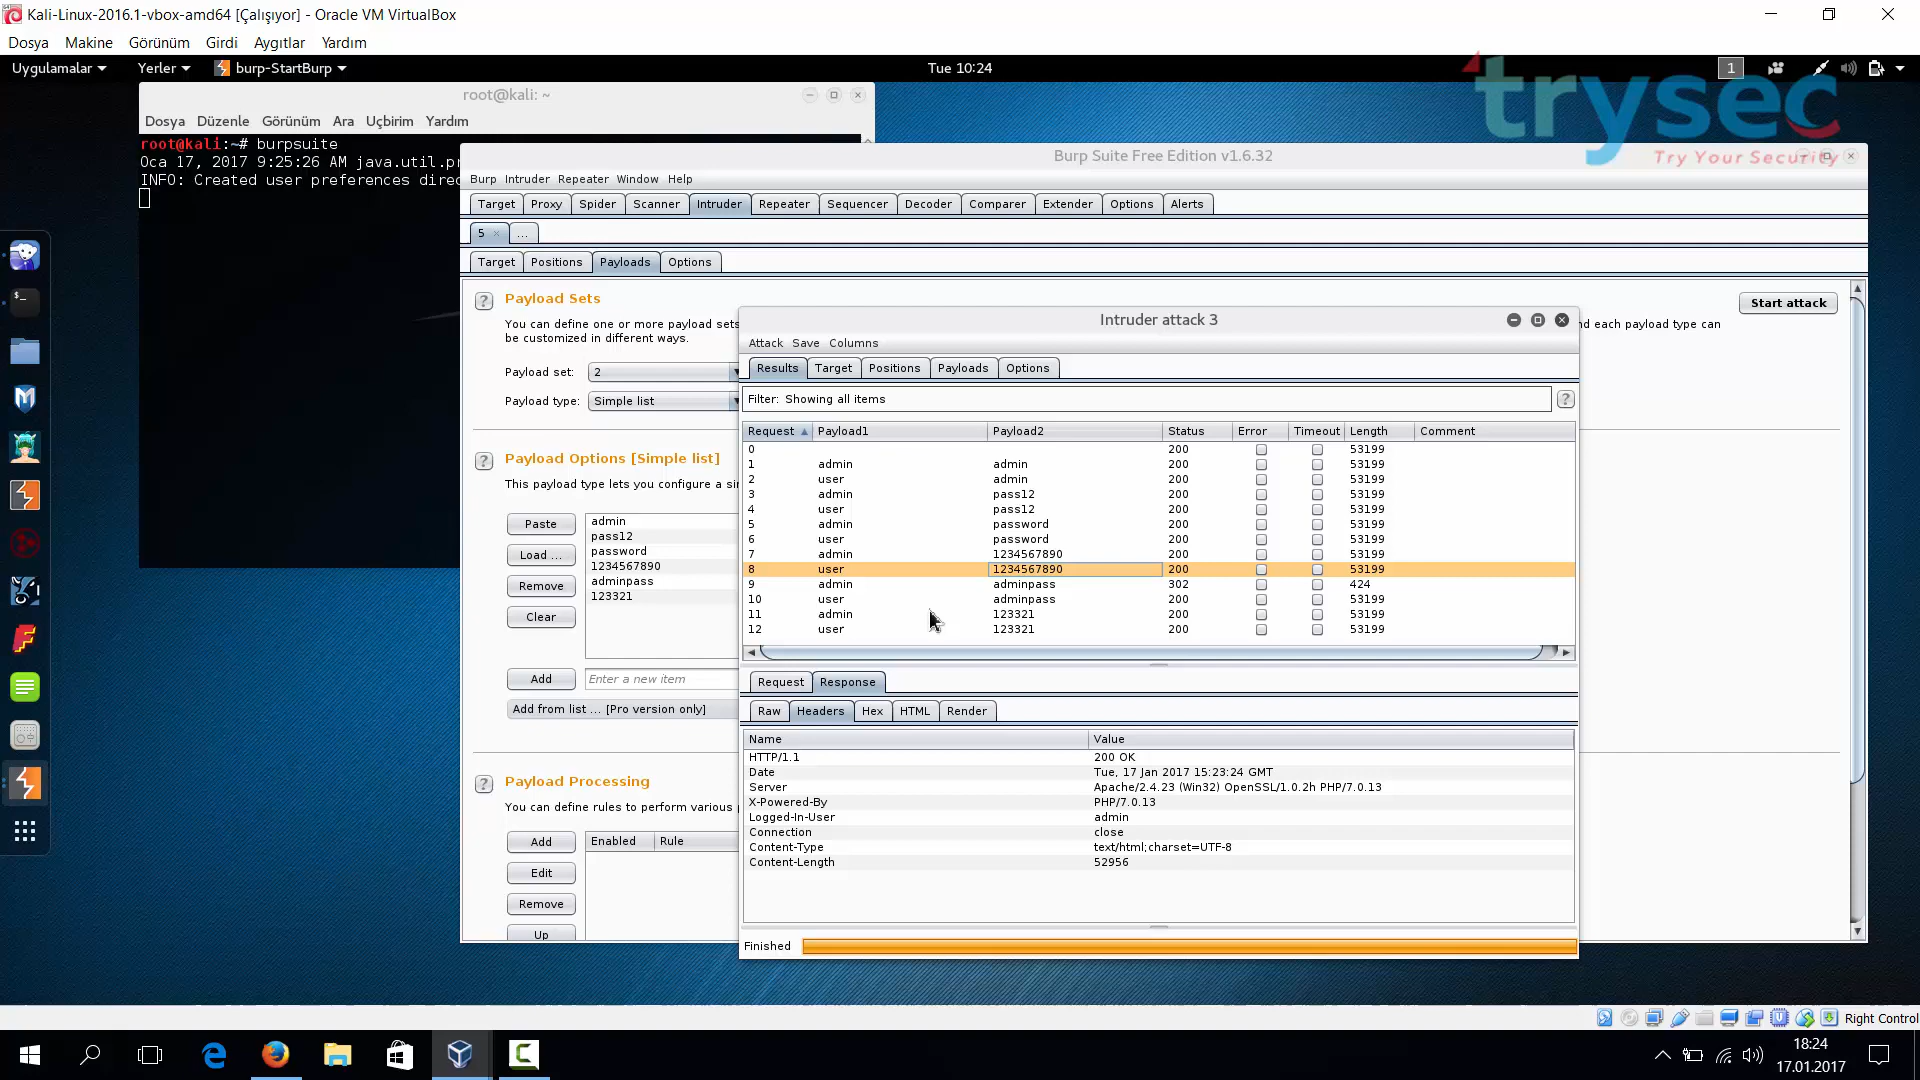 Kali-Linux-2016.1-vbox-amd64 [Çalışıyor] - Oracle VM VirtualBox
Dosya Makine Görünüm Girdi Aygıtlar Yardım
Uygulamalar Yerler burp-StartBurp Tue 10:24 1
trysec
Try Your Security
root@kali: ~
Dosya Düzenle Görünüm Ara Uçbirim Yardım
root@kali:~# burpsuite
Oca 17, 2017 9:25:26 AM java.util.pr
INFO: Created user preferences direc
Burp Suite Free Edition v1.6.32
Burp Intruder Repeater Window Help
Target Proxy Spider Scanner Intruder Repeater Sequencer Decoder Comparer Extender Options Alerts
5 × ...
Target Positions Payloads Options
? Payload Sets
Start attack
You can define one or more payload sets
nd each payload type can
be customized in different ways.
Payload set: 2
Payload type: Simple list
? Payload Options [Simple list]
This payload type lets you configure a si
Paste
Load ...
Remove
Clear
admin
pass12
password
1234567890
adminpass
123321
Add Enter a new item
Add from list ... [Pro version only]
? Payload Processing
You can define rules to perform various p
Add Enabled Rule
Edit
Remove
Up
Intruder attack 3
Attack Save Columns
Results Target Positions Payloads Options
Filter: Showing all items ?
Request Payload1 Payload2 Status Error Timeout Length Comment
0 200 53199
1 admin admin 200 53199
2 user admin 200 53199
3 admin pass12 200 53199
4 user pass12 200 53199
5 admin password 200 53199
6 user password 200 53199
7 admin 1234567890 200 53199
8 user 1234567890 200 53199
9 admin adminpass 302 424
10 user adminpass 200 53199
11 admin 123321 200 53199
12 user 123321 200 53199
Request Response
Raw Headers Hex HTML Render
Name Value
HTTP/1.1 200 OK
Date Tue, 17 Jan 2017 15:23:24 GMT
Server Apache/2.4.23 (Win32) OpenSSL/1.0.2h PHP/7.0.13
X-Powered-By PHP/7.0.13
Logged-In-User admin
Connection close
Content-Type text/html;charset=UTF-8
Content-Length 52956
Finished
Right Control
18:24
17.01.2017